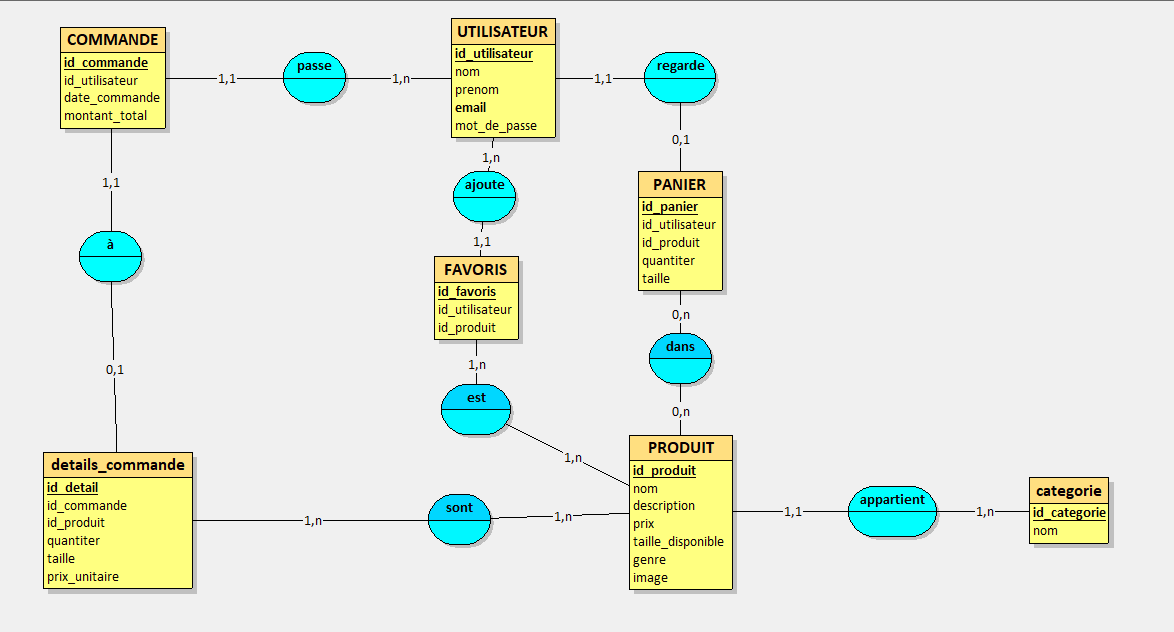 COMMANDE
id_commande
id_utilisateur
date_commande
montant_total
1,1
passe
1,n
UTILISATEUR
id_utilisateur
nom
prenom
email
mot_de_passe
1,1
regarde
0,1
PANIER
id_panier
id_utilisateur
id_produit
quantiter
taille
0,n
dans
0,n
1,n
ajoute
1,1
FAVORIS
id_favoris
id_utilisateur
id_produit
1,n
est
1,n
1,1
à
0,1
details_commande
id_detail
id_commande
id_produit
quantiter
taille
prix_unitaire
1,n
sont
1,n
PRODUIT
id_produit
nom
description
prix
taille_disponible
genre
image
1,1
appartient
1,n
categorie
id_categorie
nom